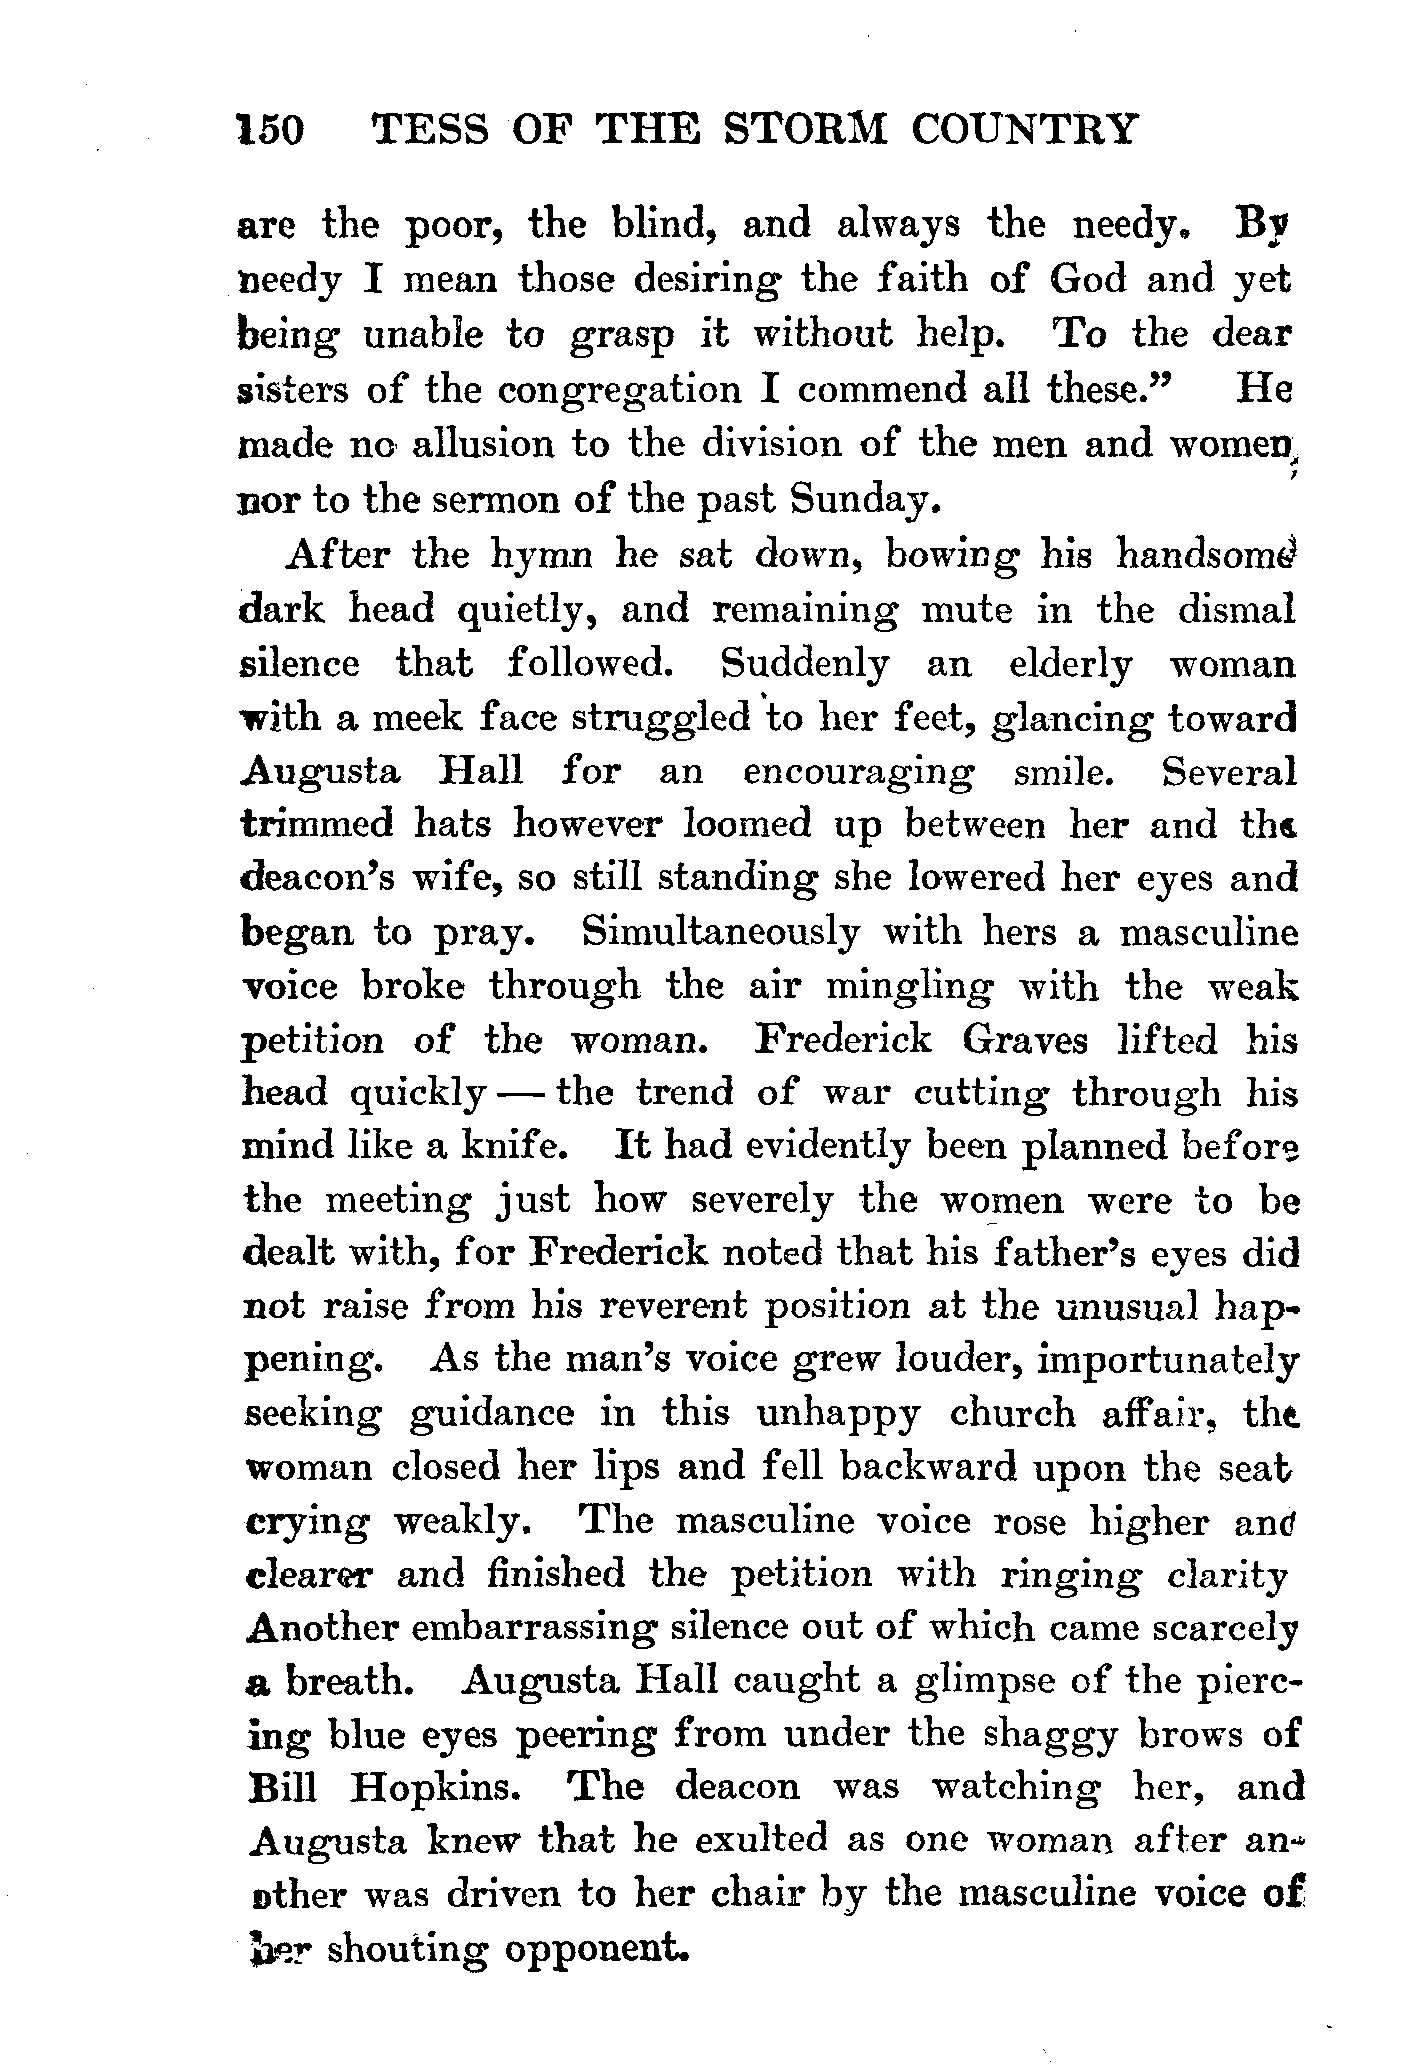 150 TESS OF THE STORM COUNTRY
are the poor, the blind, and always the needy. By
needy I mean those desiring the faith of God and yet
being unable to grasp it without help. To the dear
sisters of the congregation I commend all these.” He
made no allusion to the division of the men and women,
nor to the sermon of the past Sunday.
After the hymn he sat down, bowing his handsome
dark head quietly, and remaining mute in the dismal
silence that followed. Suddenly an elderly woman
with a meek face struggled to her feet, glancing toward
Augusta Hall for an encouraging smile. Several
trimmed hats however loomed up between her and the
deacon’s wife, so still standing she lowered her eyes and
began to pray. Simultaneously with hers a masculine
voice broke through the air mingling with the weak
petition of the woman. Frederick Graves lifted his
head quickly — the trend of war cutting through his
mind like a knife. It had evidently been planned before
the meeting just how severely the women were to be
dealt with, for Frederick noted that his father’s eyes did
not raise from his reverent position at the unusual hap-
pening. As the man’s voice grew louder, importunately
seeking guidance in this unhappy church affair, the
woman closed her lips and fell backward upon the seat
crying weakly. The masculine voice rose higher and
clearer and finished the petition with ringing clarity
Another embarrassing silence out of which came scarcely
a breath. Augusta Hall caught a glimpse of the pierc-
ing blue eyes peering from under the shaggy brows of
Bill Hopkins. The deacon was watching her, and
Augusta knew that he exulted as one woman after an-
other was driven to her chair by the masculine voice of
her shouting opponent.